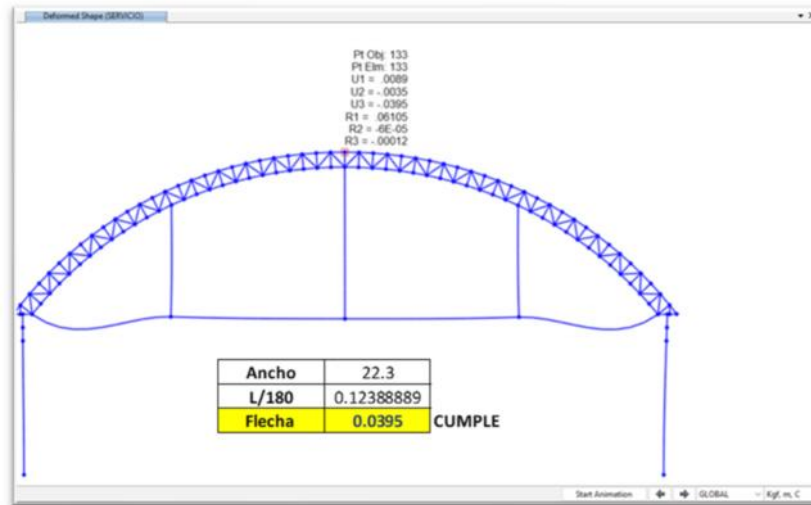 Deformed Shape (SERVICIO)
Pt Obj: 133
Pt Elm: 133
U1 = .0089
U2 = -.0035
U3 = -.0395
R1 = .06105
R2 = -6E-05
R3 = -.00012
Ancho 22.3
L/180 0.12388889
Flecha 0.0395 CUMPLE
Start Animation GLOBAL Kgf, m, C